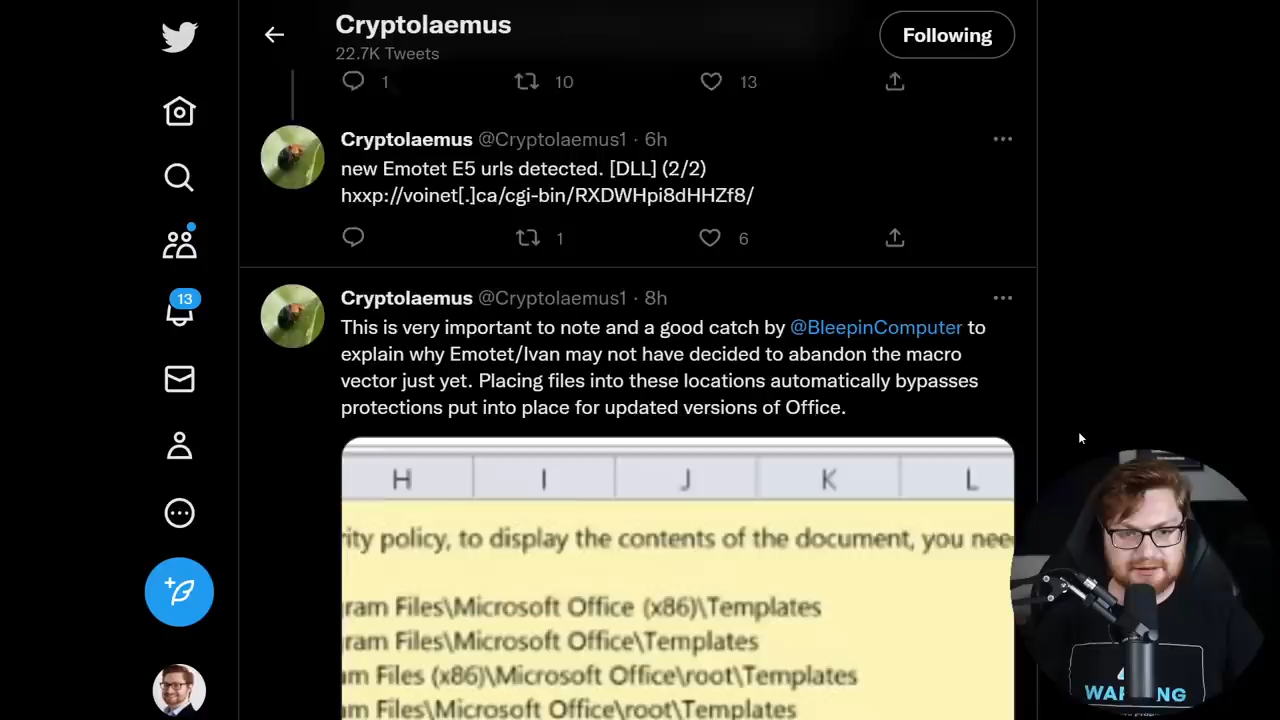 Cryptolaemus
22.7K Tweets
Following
1 10 13
Cryptolaemus @Cryptolaemus1 · 6h
new Emotet E5 urls detected. [DLL] (2/2)
hxxp://voinet[.]ca/cgi-bin/RXDWHpi8dHHZf8/
1 6
13
Cryptolaemus @Cryptolaemus1 · 8h
This is very important to note and a good catch by @BleepinComputer to
explain why Emotet/Ivan may not have decided to abandon the macro
vector just yet. Placing files into these locations automatically bypasses
protections put into place for updated versions of Office.
H I J K L
rity policy, to display the contents of the document, you nee
ram Files\Microsoft Office (x86)\Templates
ram Files\Microsoft Office\Templates
am Files (x86)\Microsoft Office\root\Templates
am Files\Microsoft Office\root\Templates